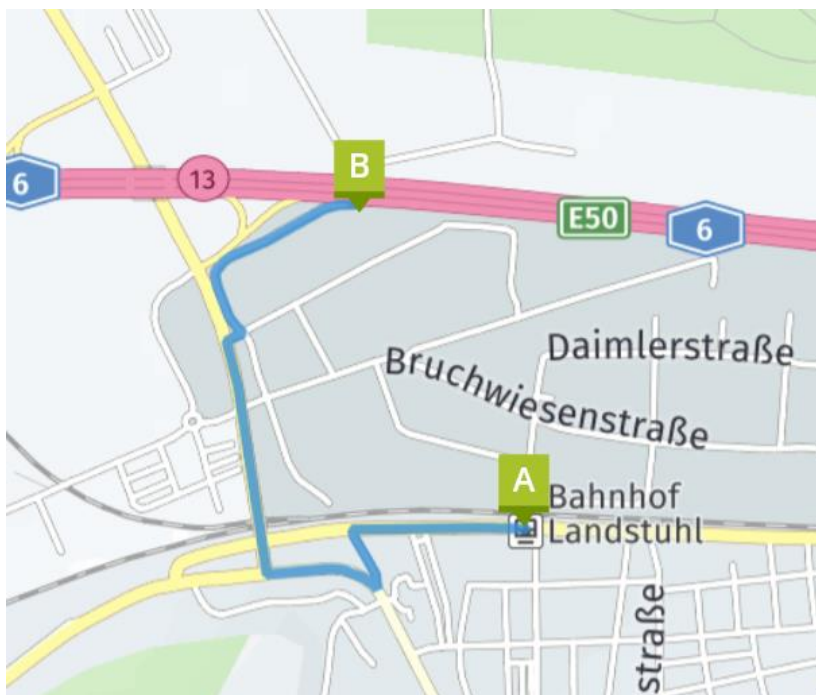 B
6
13
E50
6
Daimlerstraße
Bruchwiesenstraße
A
Bahnhof
Landstuhl
straße